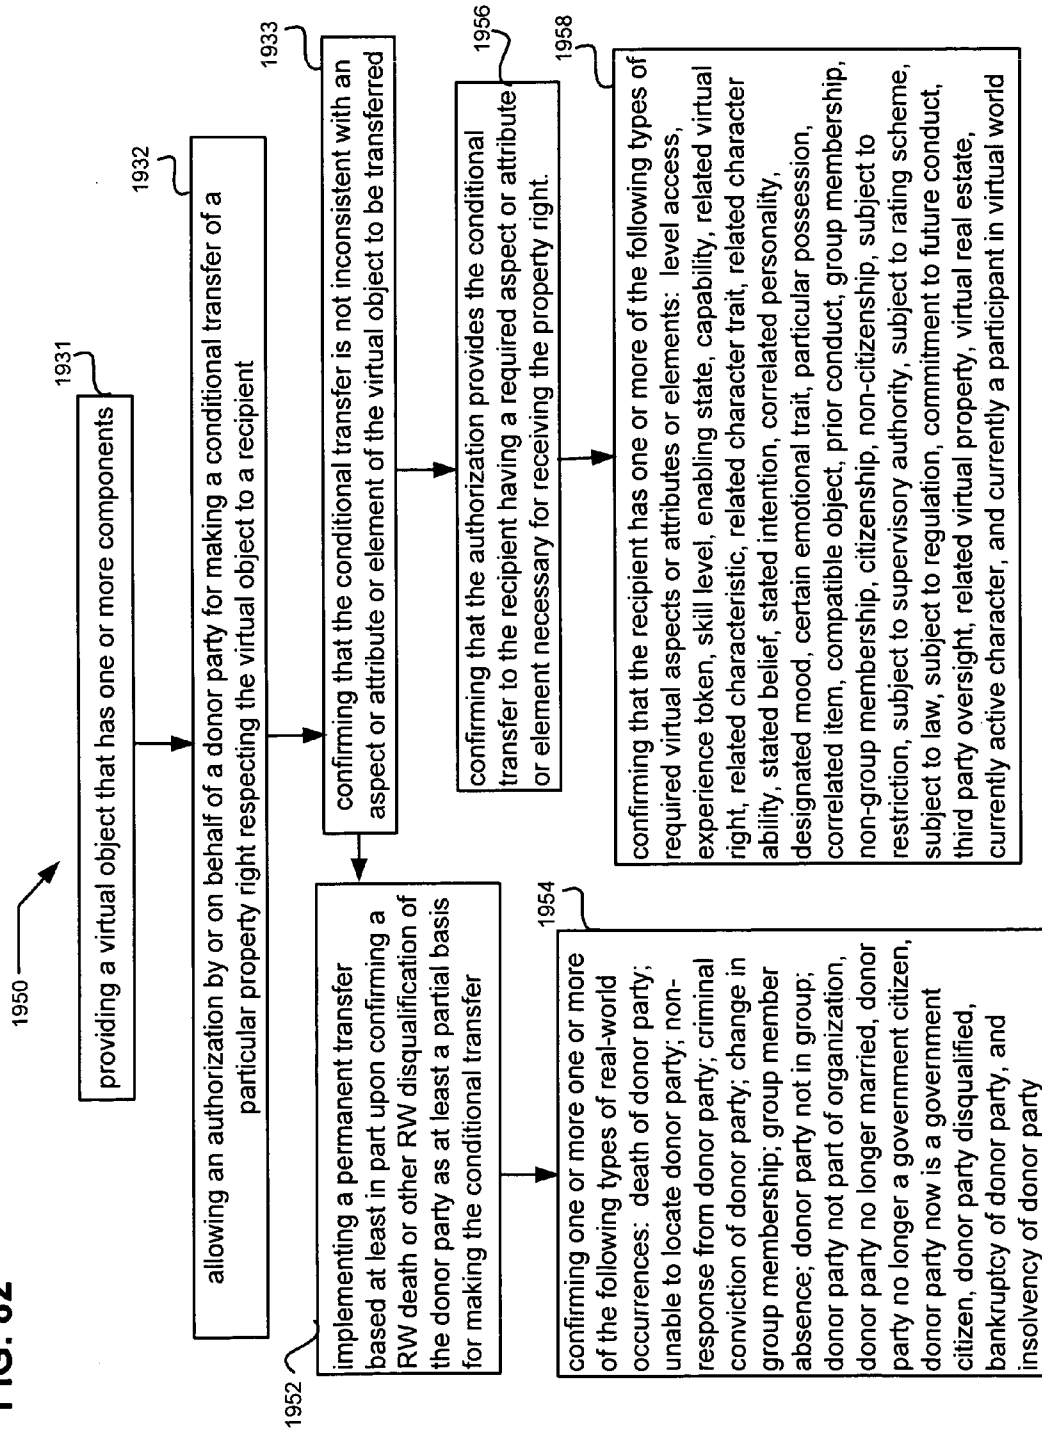 FIG. 82
1950
1931
providing a virtual object that has one or more components
1932
allowing an authorization by or on behalf of a donor party for making a conditional transfer of a
particular property right respecting the virtual object to a recipient
1933
confirming that the conditional transfer is not inconsistent with an
aspect or attribute or element of the virtual object to be transferred
1952
implementing a permanent transfer
based at least in part upon confirming a
RW death or other RW disqualification of
the donor party as at least a partial basis
for making the conditional transfer
1956
confirming that the authorization provides the conditional
transfer to the recipient having a required aspect or attribute
or element necessary for receiving the property right.
1954
confirming one or more one or more
of the following types of real-world
occurrences: death of donor party;
unable to locate donor party; non-
response from donor party; criminal
conviction of donor party; change in
group membership; group member
absence; donor party not in group;
donor party not part of organization,
donor party no longer married, donor
party no longer a government citizen,
donor party now is a government
citizen, donor party disqualified,
bankruptcy of donor party, and
insolvency of donor party
1958
confirming that the recipient has one or more of the following types of
required virtual aspects or attributes or elements: level access,
experience token, skill level, enabling state, capability, related virtual
right, related characteristic, related character trait, related character
ability, stated belief, stated intention, correlated personality,
designated mood, certain emotional trait, particular possession,
correlated item, compatible object, prior conduct, group membership,
non-group membership, citizenship, non-citizenship, subject to
restriction, subject to supervisory authority, subject to rating scheme,
subject to law, subject to regulation, commitment to future conduct,
third party oversight, related virtual property, virtual real estate,
currently active character, and currently a participant in virtual world